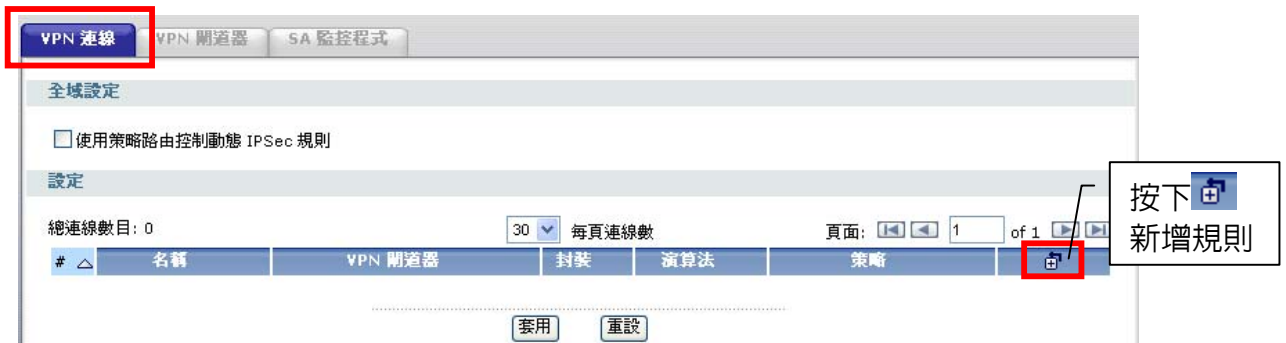 VPN 連線 VPN 閘道器 SA 監控程式
全域設定
使用策略路由控制動態 IPSec 規則
設定
總連線數目: 0 30 每頁連線數 頁面: 1 of 1
# 名稱 VPN 閘道器 封裝 演算法 策略
按下
新增規則
套用 重設